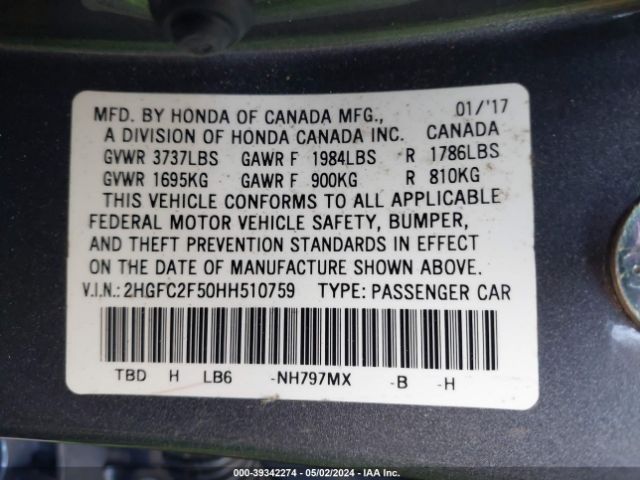 MFD. BY HONDA OF CANADA MFG., 01/'17
A DIVISION OF HONDA CANADA INC. CANADA
GVWR 3737LBS GAWR F 1984LBS R 1786LBS
GVWR 1695KG GAWR F 900KG R 810KG
THIS VEHICLE CONFORMS TO ALL APPLICABLE
FEDERAL MOTOR VEHICLE SAFETY, BUMPER,
AND THEFT PREVENTION STANDARDS IN EFFECT
ON THE DATE OF MANUFACTURE SHOWN ABOVE.
V.I.N.: 2HGFC2F50HH510759 TYPE: PASSENGER CAR
TBD H LB6 -NH797MX -B -H
000-39342274 - 05/02/2024 - IAA Inc.